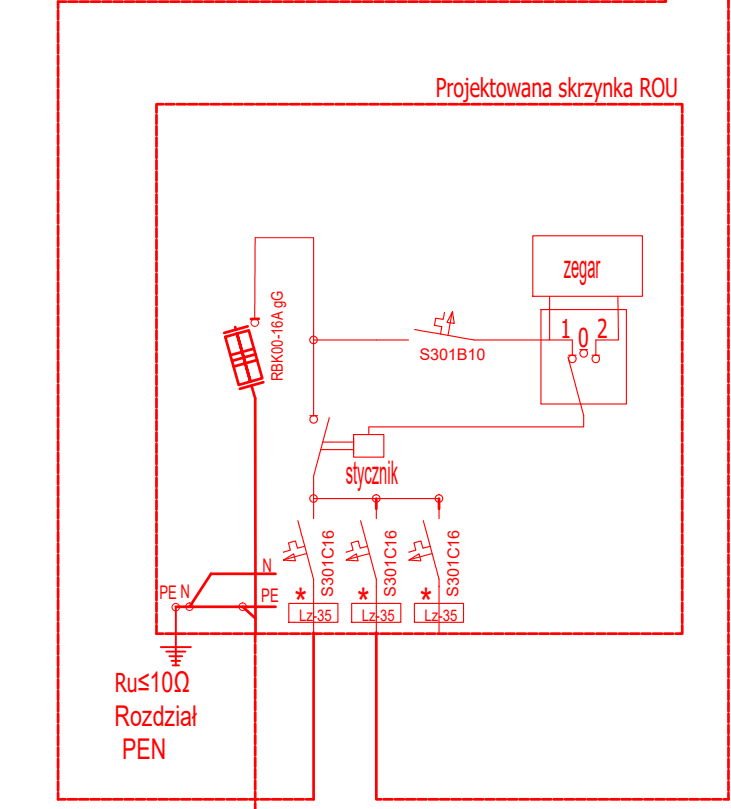 Projektowana skrzynka ROU
zegar
RBK00-16A gG
1 0 2
S301B10
stycznik
S301C16
S301C16
S301C16
N
PE N
PE
* * *
Lz-35
Lz-35
Lz-35
Ru≤10Ω
Rozdział
PEN